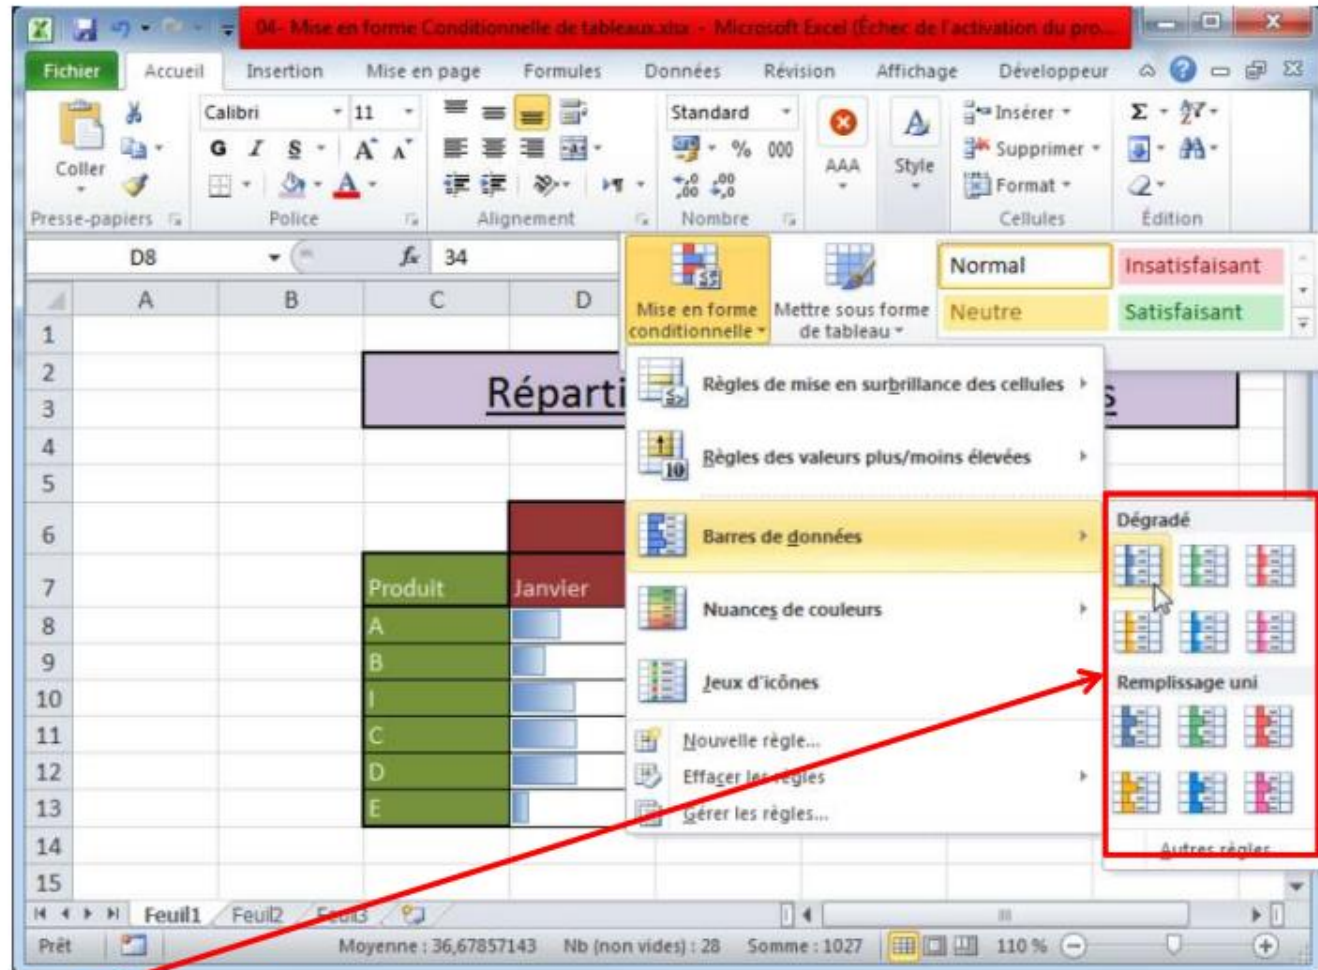 04- Mise en forme Conditionnelle de tableaux.xlsx - Microsoft Excel (Échec de l'activation du pro...
Fichier Accueil Insertion Mise en page Formules Données Révision Affichage Développeur
Calibri 11 Standard Insérer Σ
Coller G I S A A % 000 AAA Style Supprimer
A Format
Presse-papiers Police Alignement Nombre Cellules Édition
D8 fx 34
Mise en forme conditionnelle Mettre sous forme de tableau
Normal Insatisfaisant
Neutre Satisfaisant
A B C D
1
2
3
Réparti s
4
5
6
7 Produit Janvier
8 A
9 B
10 I
11 C
12 D
13 E
14
15
Règles de mise en surbrillance des cellules
Règles des valeurs plus/moins élevées
Barres de données
Nuances de couleurs
Jeux d'icônes
Nouvelle règle...
Effacer les règles
Gérer les règles...
Dégradé
Remplissage uni
Autres règles
Feuil1 Feuil2 Feuil3
Prêt Moyenne : 36,67857143 Nb (non vides) : 28 Somme : 1027 110 %